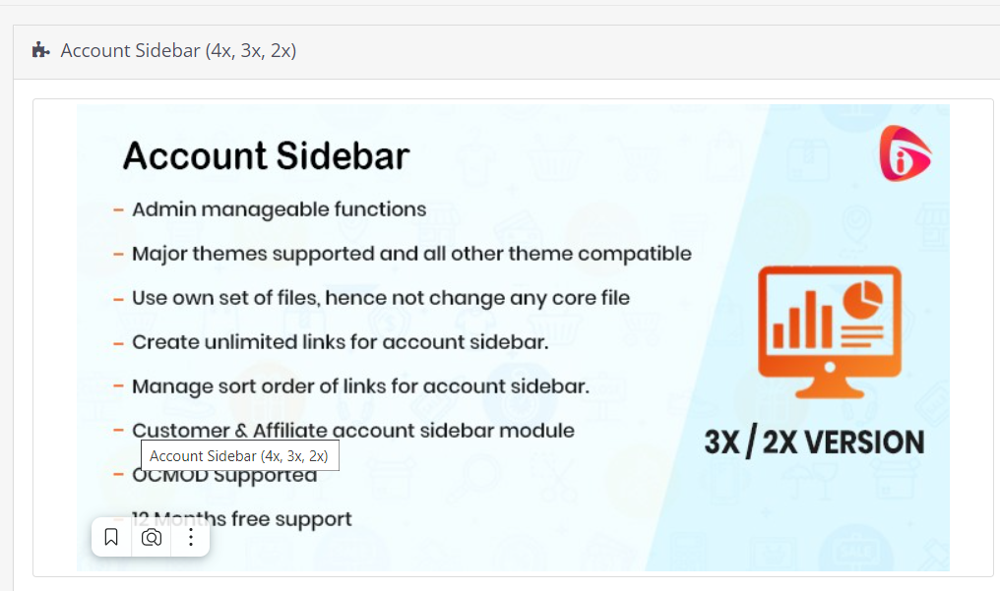 Account Sidebar (4x, 3x, 2x)
Account Sidebar
– Admin manageable functions
– Major themes supported and all other theme compatible
– Use own set of files, hence not change any core file
– Create unlimited links for account sidebar.
– Manage sort order of links for account sidebar.
– Customer & Affiliate account sidebar module
Account Sidebar (4x, 3x, 2x)
– OCMOD Supported
– 12 Months free support
3X / 2X VERSION